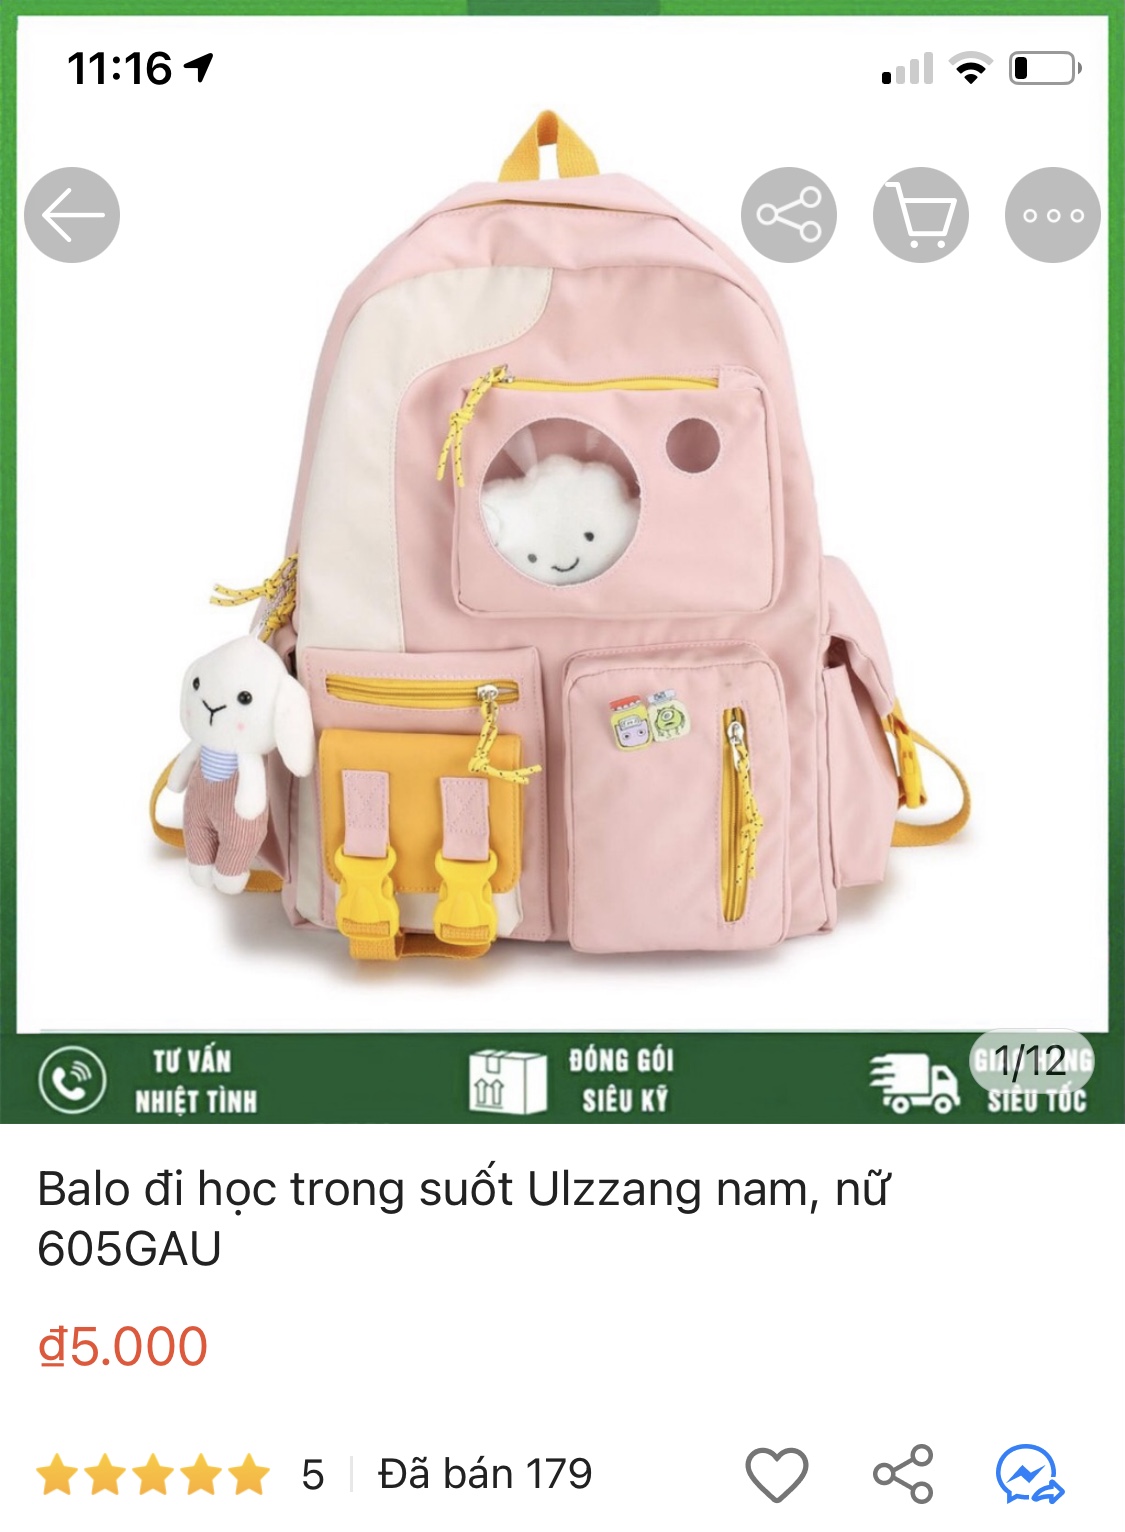 11:16
TƯ VẤN
NHIỆT TÌNH
ĐÓNG GÓI
SIÊU KỸ
1/12
SIÊU TỐC
Balo đi học trong suốt Ulzzang nam, nữ
605GAU
₫5.000
5
Đã bán 179